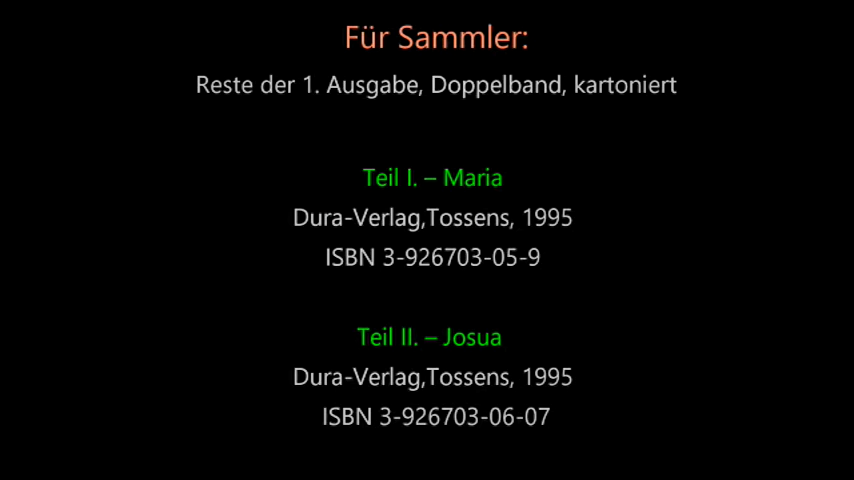 Für Sammler:
Reste der 1. Ausgabe, Doppelband, kartoniert
Teil I. – Maria
Dura-Verlag,Tossens, 1995
ISBN 3-926703-05-9
Teil II. – Josua
Dura-Verlag,Tossens, 1995
ISBN 3-926703-06-07